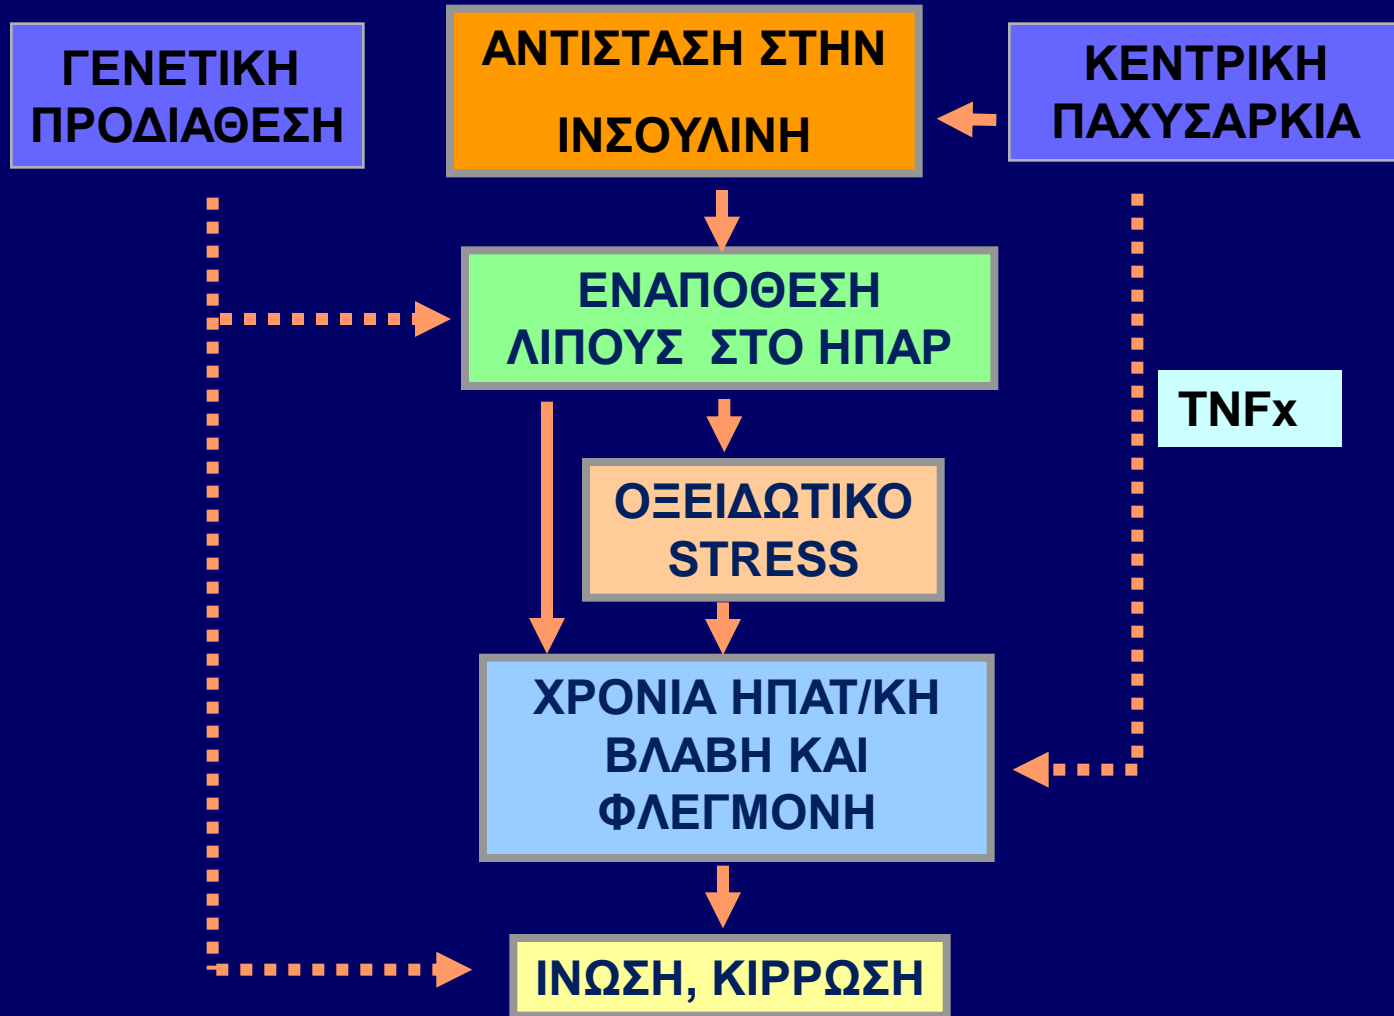 ΓΕΝΕΤΙΚΗ
ΠΡΟΔΙΑΘΕΣΗ
ΑΝΤΙΣΤΑΣΗ ΣΤΗΝ
ΙΝΣΟΥΛΙΝΗ
ΚΕΝΤΡΙΚΗ
ΠΑΧΥΣΑΡΚΙΑ
ΕΝΑΠΟΘΕΣΗ
ΛΙΠΟΥΣ ΣΤΟ ΗΠΑΡ
TNFx
ΟΞΕΙΔΩΤΙΚΟ
STRESS
ΧΡΟΝΙΑ ΗΠΑΤ/ΚΗ
ΒΛΑΒΗ ΚΑΙ
ΦΛΕΓΜΟΝΗ
ΙΝΩΣΗ, ΚΙΡΡΩΣΗ